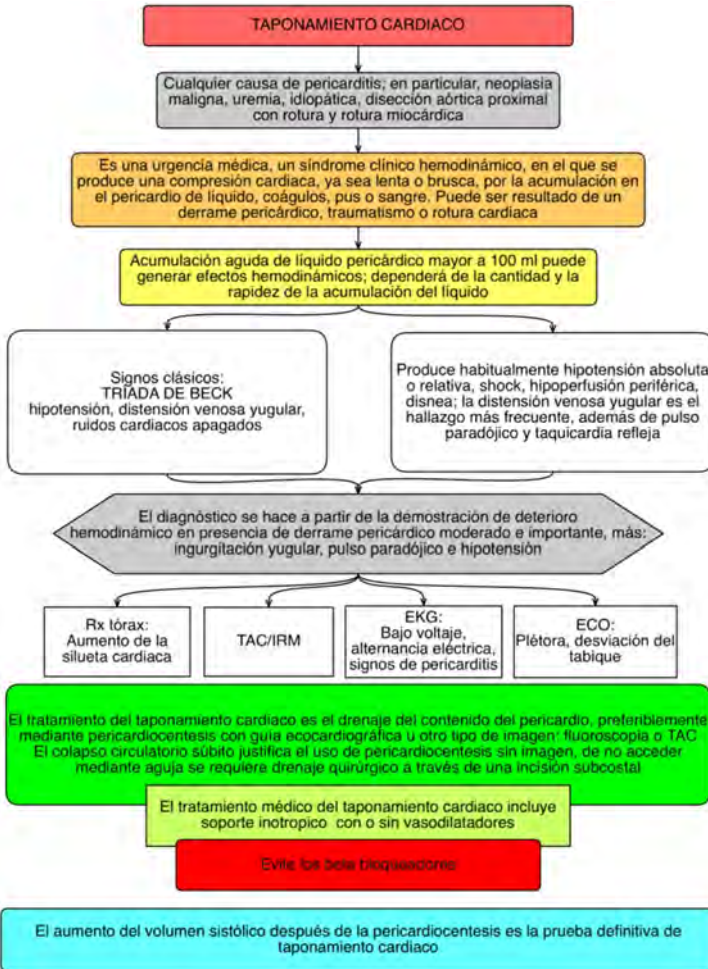 TAPONAMIENTO CARDIACO
Cualquier causa de pericarditis; en particular, neoplasia
maligna, uremia, idiopática, disección aórtica proximal
con rotura y rotura miocárdica
Es una urgencia médica, un síndrome clínico hemodinámico, en el que se
produce una compresión cardiaca, ya sea lenta o brusca, por la acumulación en
el pericardio de líquido, coágulos, pus o sangre. Puede ser resultado de un
derrame pericárdico, traumatismo o rotura cardiaca
Acumulación aguda de líquido pericárdico mayor a 100 ml puede
generar efectos hemodinámicos; dependerá de la cantidad y la
rapidez de la acumulación del líquido
Signos clásicos:
TRÍADA DE BECK
hipotensión, distensión venosa yugular,
ruidos cardiacos apagados
Produce habitualmente hipotensión absoluta
o relativa, shock, hipoperfusión periférica,
disnea; la distensión venosa yugular es el
hallazgo más frecuente, además de pulso
paradójico y taquicardía refleja
El diagnóstico se hace a partir de la demostración de deterioro
hemodinámico en presencia de derrame pericárdico moderado e importante, más:
ingurgitación yugular, pulso paradójico e hipotensión
Rx tórax:
Aumento de la
silueta cardiaca
TAC/IRM
EKG:
Bajo voltaje,
alternancia eléctrica,
signos de pericarditis
ECO:
Plétora, desviación del
tabique
El tratamiento del taponamiento cardiaco es el drenaje del contenido del pericardio, preferiblemente
mediante pericardiocentesis con guía ecocardiográfica u otro tipo de imagen: fluoroscopia o TAC
El colapso circulatorio súbito justifica el uso de pericardiocentesis sin imagen, de no acceder
mediante aguja se requiere drenaje quirúrgico a través de una incisión subcostal
El tratamiento médico del taponamiento cardiaco incluye
soporte inotropico con o sin vasodilatadores
Evite los beta bloqueadores
El aumento del volumen sistólico después de la pericardiocentesis es la prueba definitiva de
taponamiento cardiaco